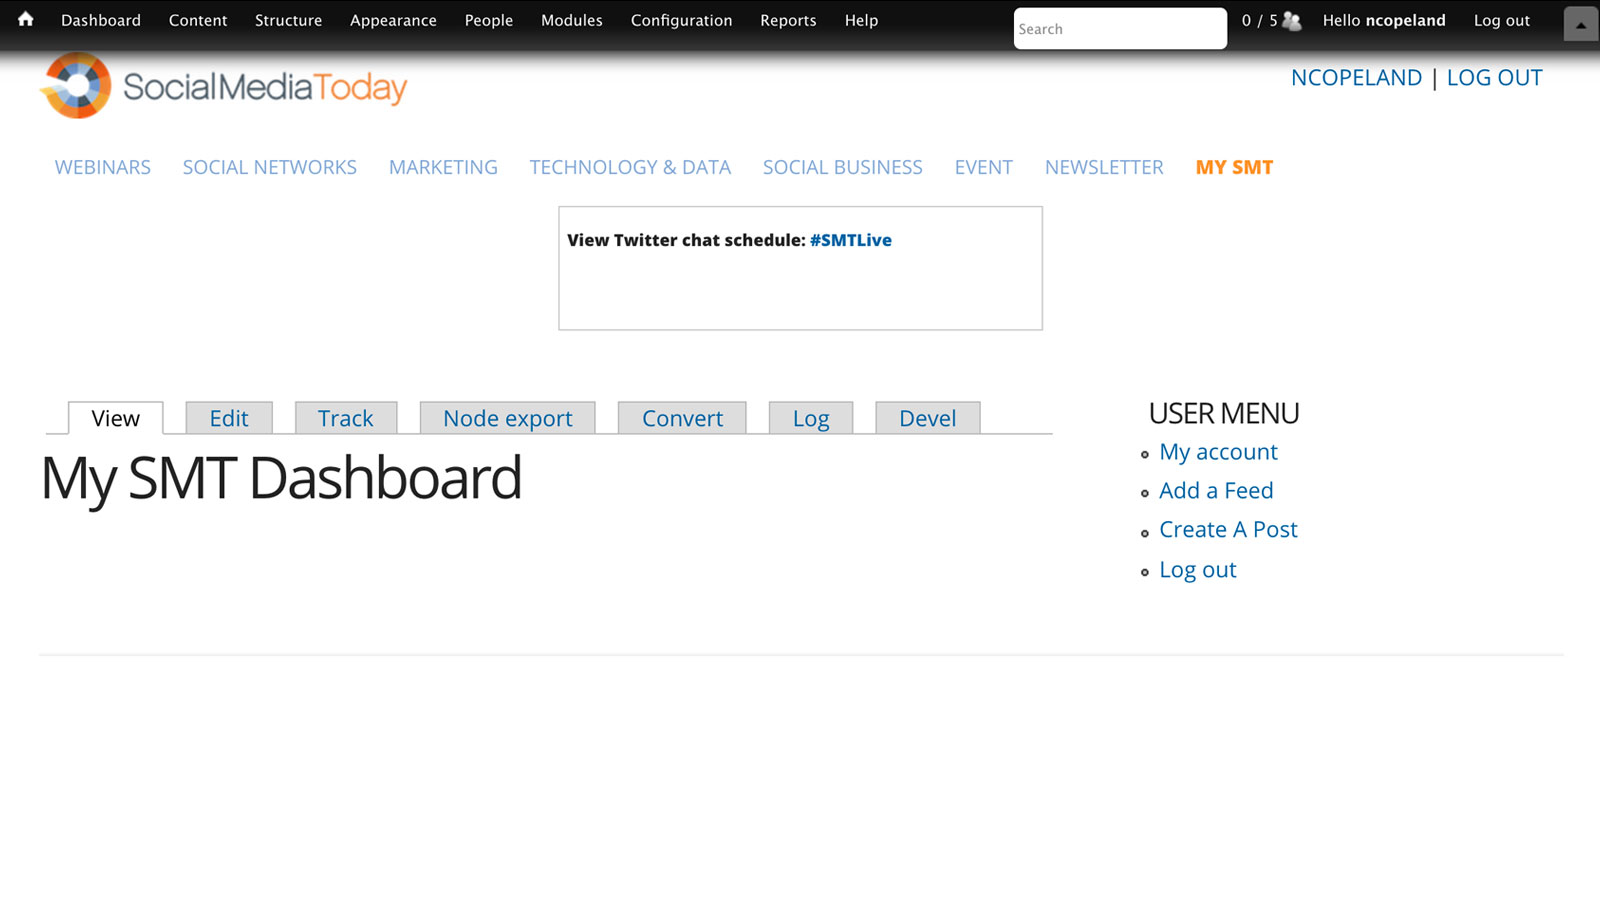 Dashboard Content Structure Appearance People Modules Configuration Reports Help Search 0 / 5 Hello ncopeland Log out
SocialMediaToday
NCOPELAND | LOG OUT
WEBINARS SOCIAL NETWORKS MARKETING TECHNOLOGY & DATA SOCIAL BUSINESS EVENT NEWSLETTER MY SMT
View Twitter chat schedule: #SMTLive
View Edit Track Node export Convert Log Devel
My SMT Dashboard
USER MENU
My account
Add a Feed
Create A Post
Log out